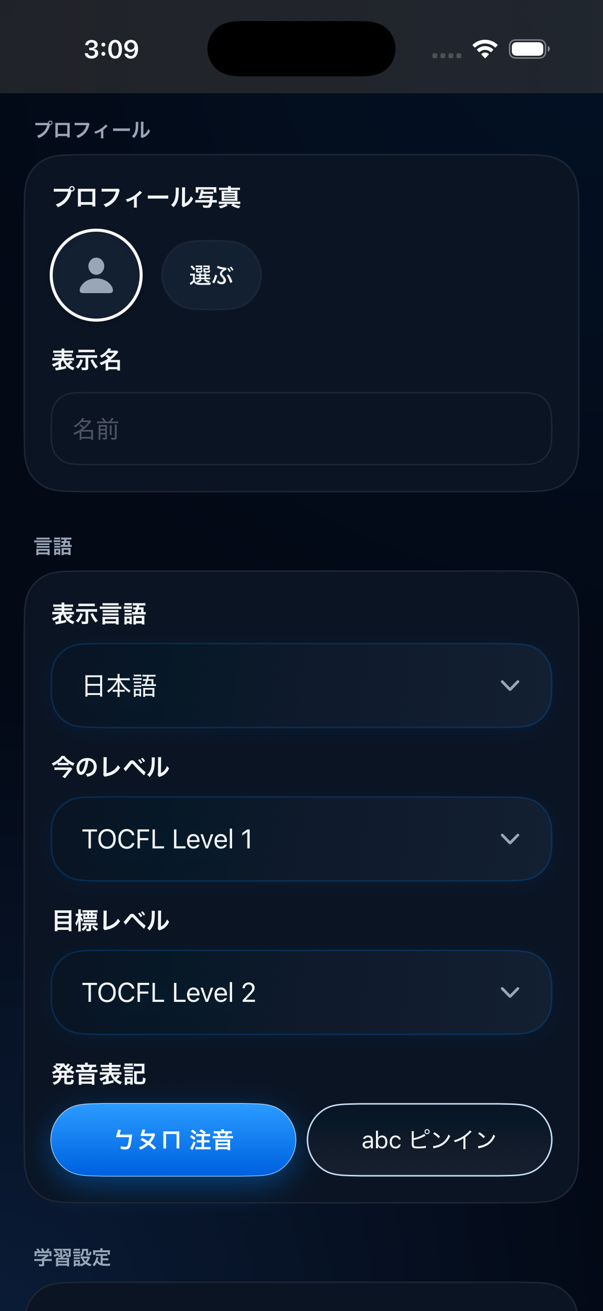 3:09
プロフィール
プロフィール写真
選ぶ
表示名
名前
言語
表示言語
日本語
今のレベル
TOCFL Level 1
目標レベル
TOCFL Level 2
発音表記
ㄅㄆㄇ 注音
abc ピンイン
学習設定